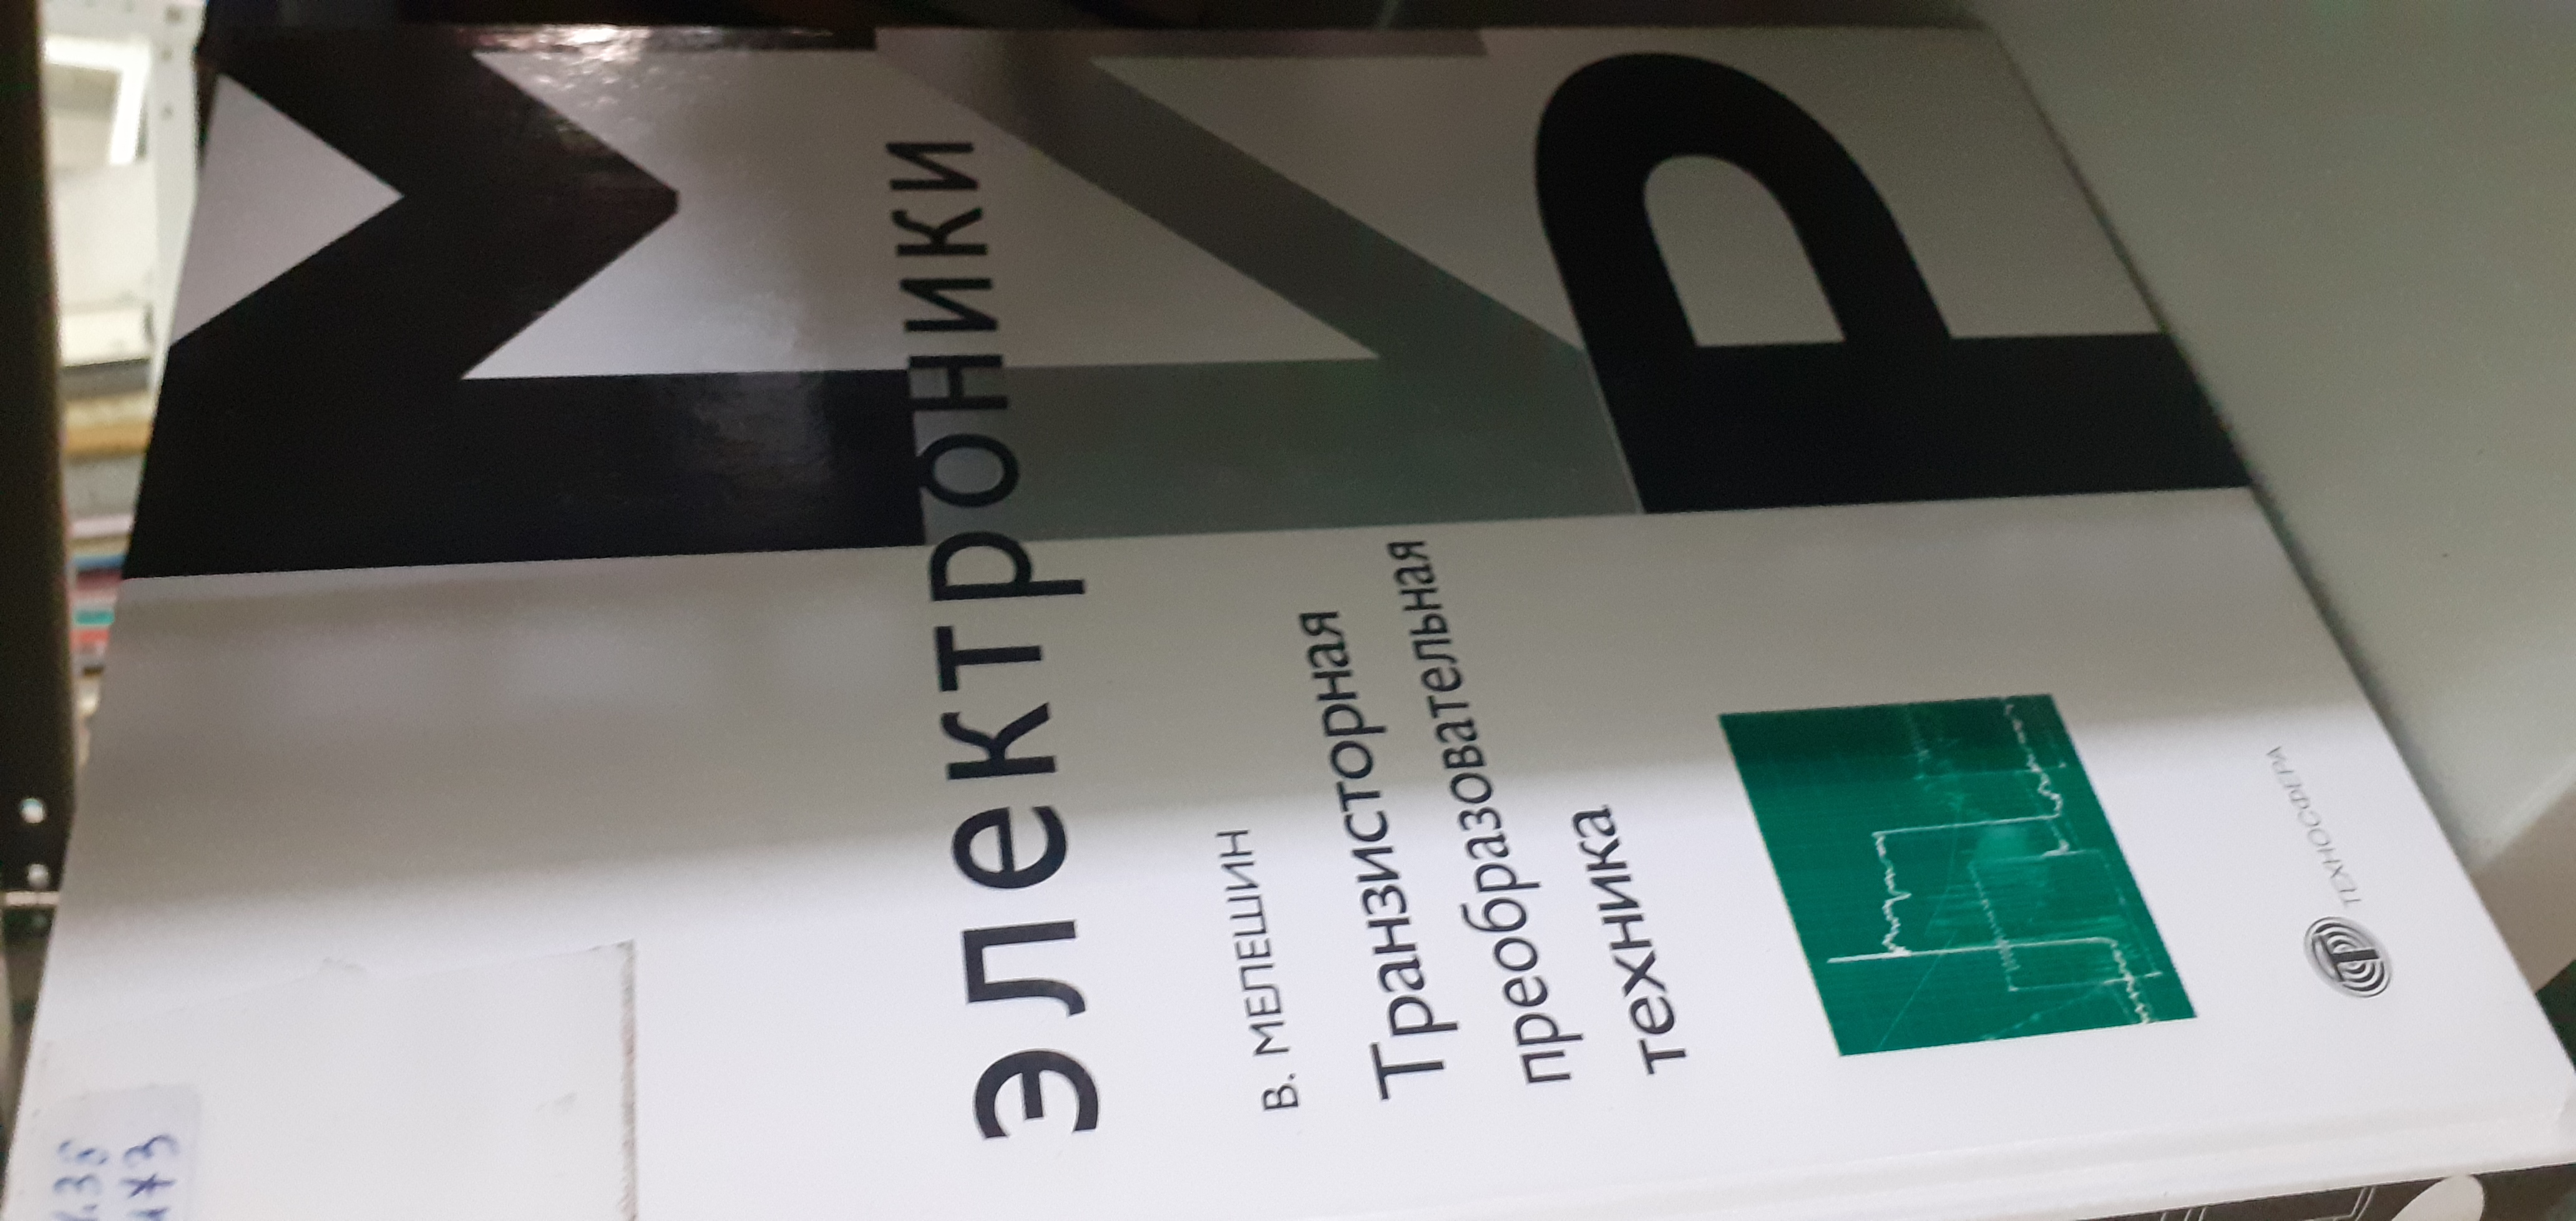 МИР
электроники
В. МЕЛЕШИН
Транзисторная
преобразовательная
техника
ТЕХНОСФЕРА